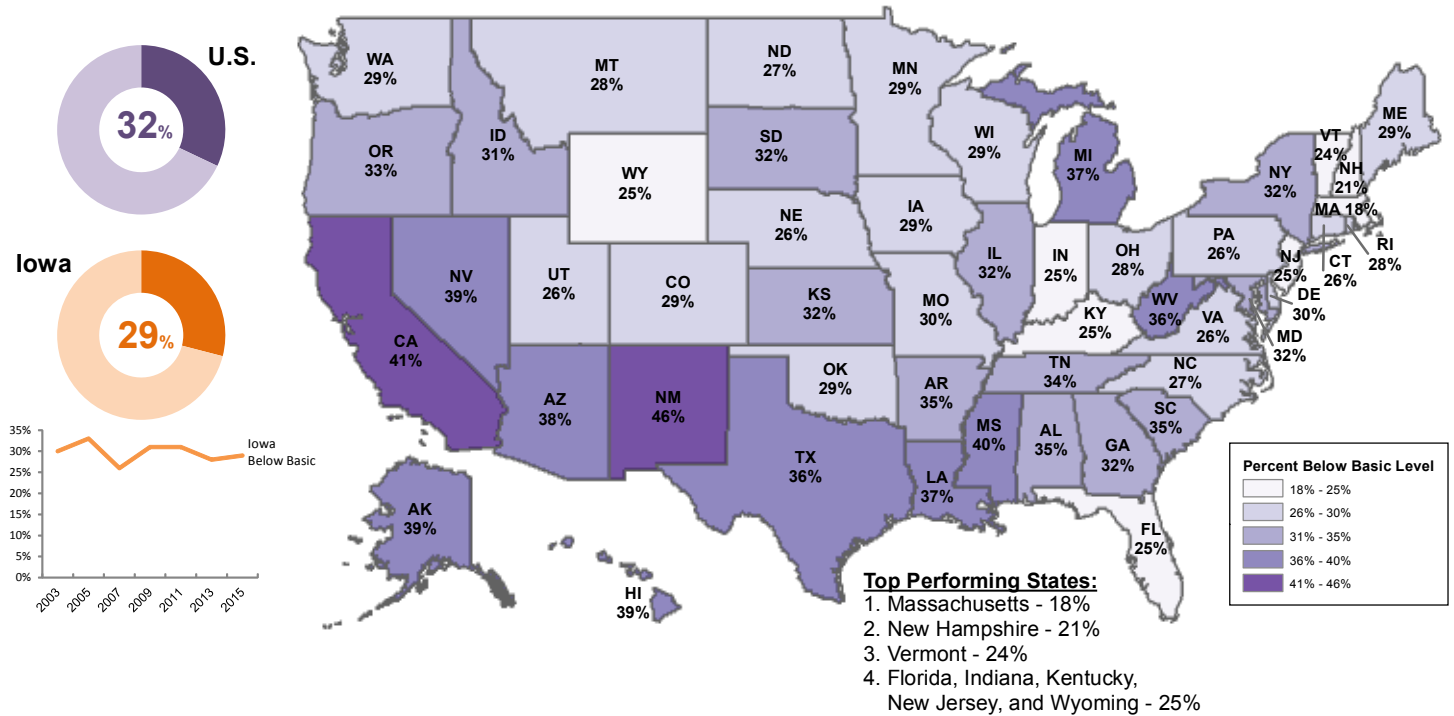 U.S.
32%
Iowa
29%
35%
30%
25%
20%
15%
10%
5%
0%
2003
2005
2007
2009
2011
2013
2015
Iowa
Below Basic
WA
29%
MT
28%
ND
27%
MN
29%
OR
33%
ID
31%
WY
25%
SD
32%
WI
29%
MI
37%
NY
32%
VT
24%
NH
21%
ME
29%
MA 18%
RI
28%
CT
26%
NV
39%
UT
26%
CO
29%
NE
26%
IA
29%
IL
32%
IN
25%
OH
28%
PA
26%
NJ
25%
DE
30%
MD
32%
CA
41%
KS
32%
MO
30%
KY
25%
WV
36%
VA
26%
AZ
38%
NM
46%
OK
29%
AR
35%
TN
34%
NC
27%
SC
35%
TX
36%
LA
37%
MS
40%
AL
35%
GA
32%
FL
25%
AK
39%
HI
39%
Percent Below Basic Level
18% - 25%
26% - 30%
31% - 35%
36% - 40%
41% - 46%
Top Performing States:
1. Massachusetts - 18%
2. New Hampshire - 21%
3. Vermont - 24%
4. Florida, Indiana, Kentucky,
New Jersey, and Wyoming - 25%